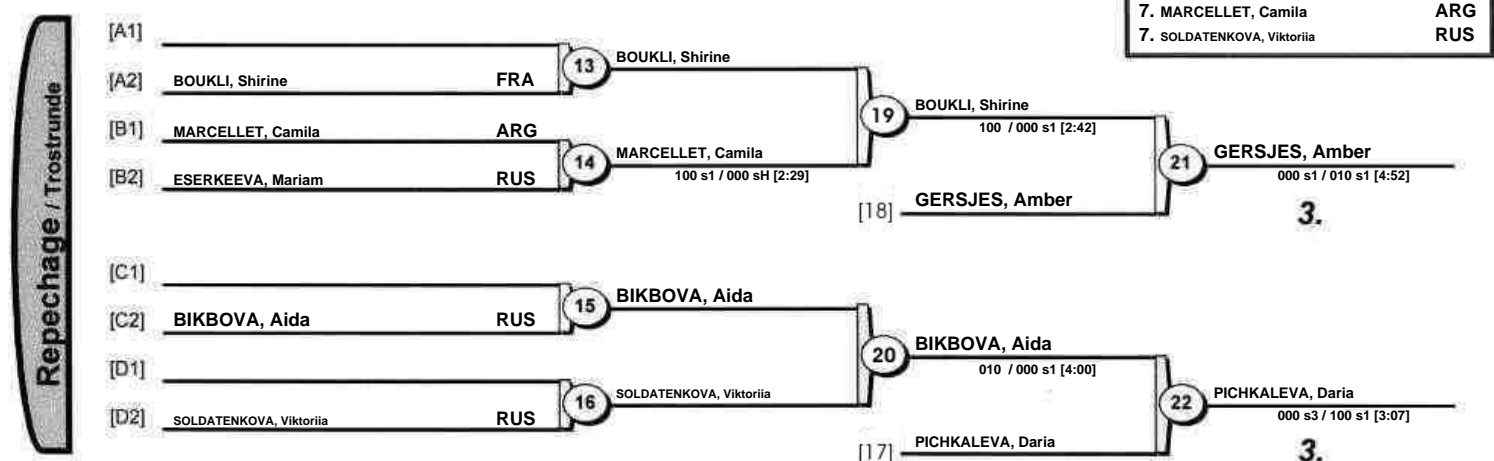 7. MARCELLET, Camila ARG
7. SOLDATENKOVA, Viktoriia RUS
Repechage / Trostrunde
[A1]
[A2] BOUKLI, Shirine FRA
13 BOUKLI, Shirine
[B1] MARCELLET, Camila ARG
[B2] ESERKEEVA, Mariam RUS
14 MARCELLET, Camila
100 s1 / 000 sH [2:29]
19 BOUKLI, Shirine
100 / 000 s1 [2:42]
[18] GERSJES, Amber
21 GERSJES, Amber
000 s1 / 010 s1 [4:52]
3.
[C1]
[C2] BIKBOVA, Aida RUS
15 BIKBOVA, Aida
[D1]
[D2] SOLDATENKOVA, Viktoriia RUS
16 SOLDATENKOVA, Viktoriia
20 BIKBOVA, Aida
010 / 000 s1 [4:00]
[17] PICHKALEVA, Daria
22 PICHKALEVA, Daria
000 s3 / 100 s1 [3:07]
3.